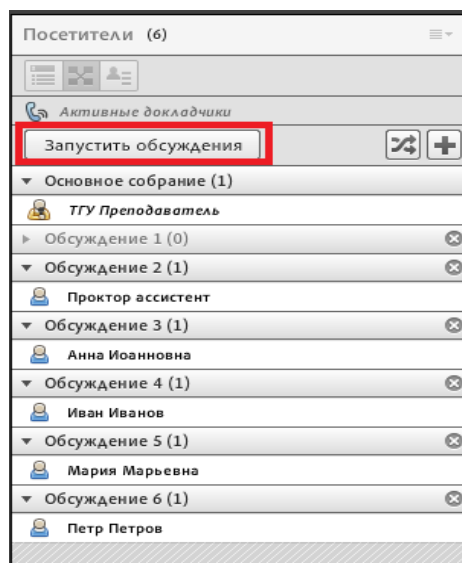 Посетители (6)
Активные докладчики
Запустить обсуждения
Основное собрание (1)
ТГУ Преподаватель
Обсуждение 1 (0)
Обсуждение 2 (1)
Проктор ассистент
Обсуждение 3 (1)
Анна Иоанновна
Обсуждение 4 (1)
Иван Иванов
Обсуждение 5 (1)
Мария Марьевна
Обсуждение 6 (1)
Петр Петров